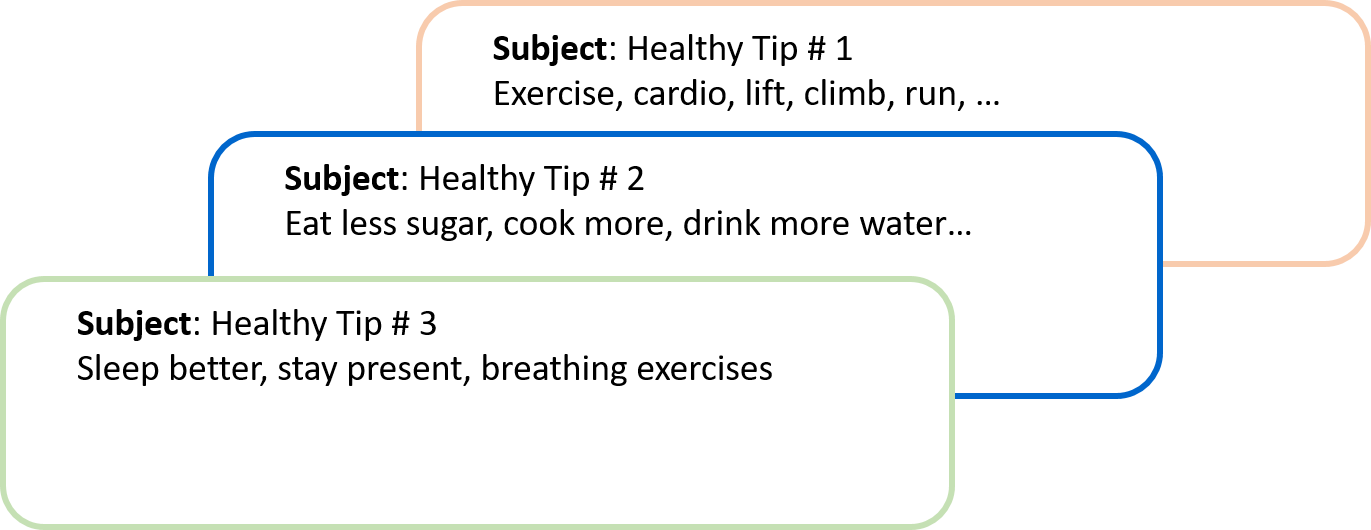 Subject: Healthy Tip # 1
Exercise, cardio, lift, climb, run, …
Subject: Healthy Tip # 2
Eat less sugar, cook more, drink more water…
Subject: Healthy Tip # 3
Sleep better, stay present, breathing exercises